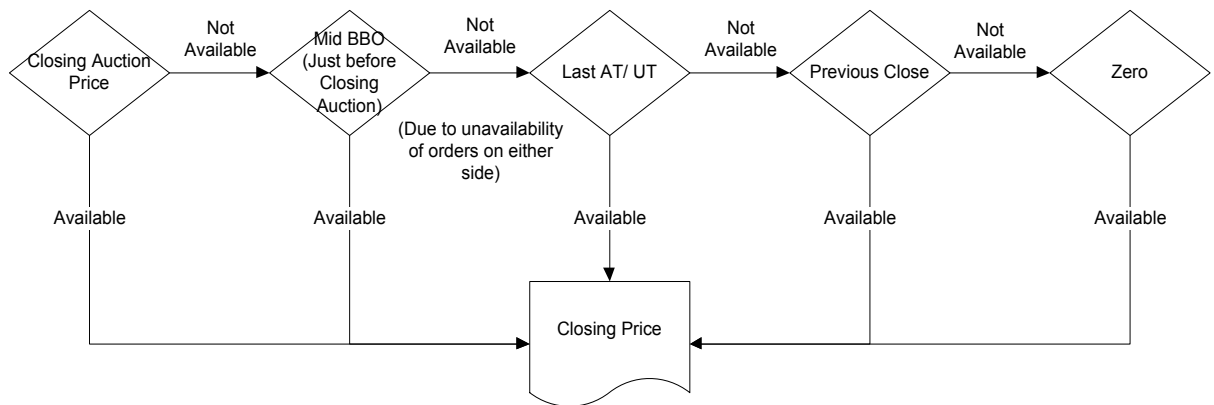 Closing Auction
Price
Not
Available
Mid BBO
(Just before
Closing
Auction)
Not
Available
Last AT/ UT
Not
Available
Previous Close
Not
Available
Zero
(Due to unavailability
of orders on either
side)
Available
Available
Available
Available
Available
Closing Price